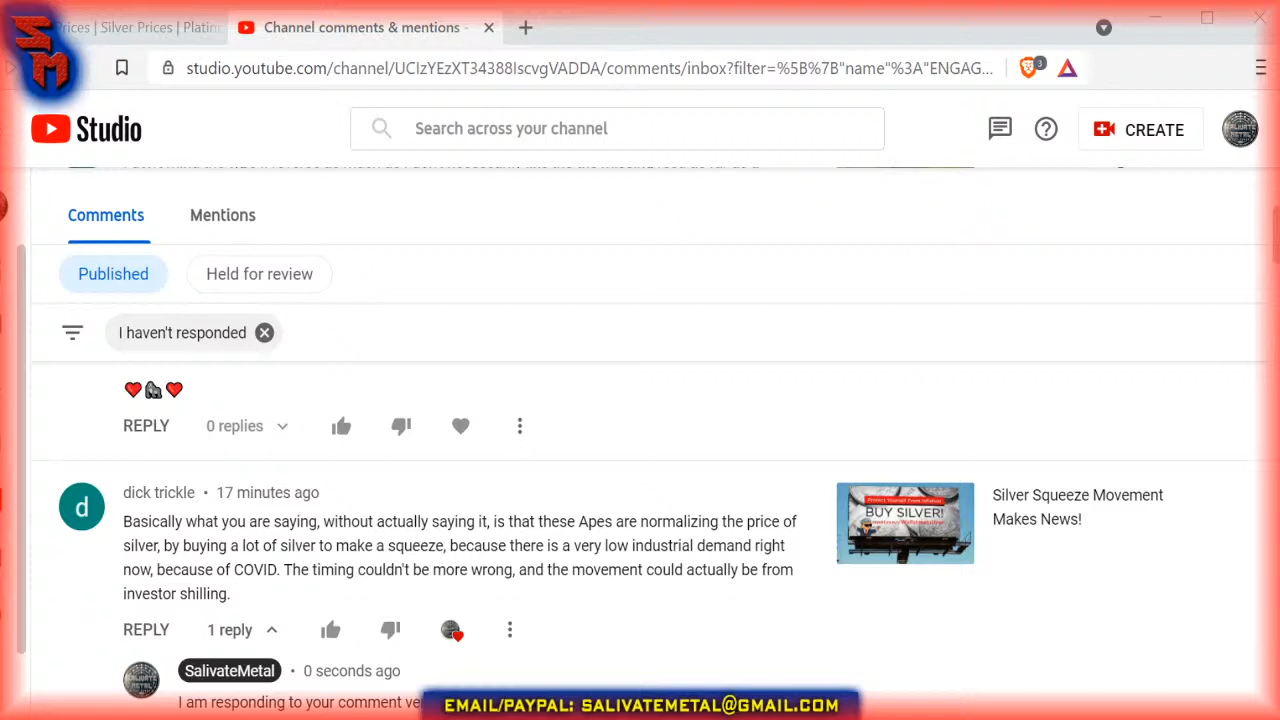 SM
Prices | Silver Prices | Platin
Channel comments & mentions -
studio.youtube.com/channel/UCIzYEzXT34388IscvgVADDA/comments/inbox?filter=%5B%7B"name"%3A"ENGAG...
3
Studio
Search across your channel
CREATE
Comments
Mentions
Published
Held for review
I haven't responded
REPLY
0 replies
d
dick trickle • 17 minutes ago
Basically what you are saying, without actually saying it, is that these Apes are normalizing the price of
silver, by buying a lot of silver to make a squeeze, because there is a very low industrial demand right
now, because of COVID. The timing couldn't be more wrong, and the movement could actually be from
investor shilling.
BUY SILVER!
Silver Squeeze Movement
Makes News!
REPLY
1 reply
SalivateMetal • 0 seconds ago
I am responding to your comment
EMAIL/PAYPAL: SALIVATEMETAL@GMAIL.COM